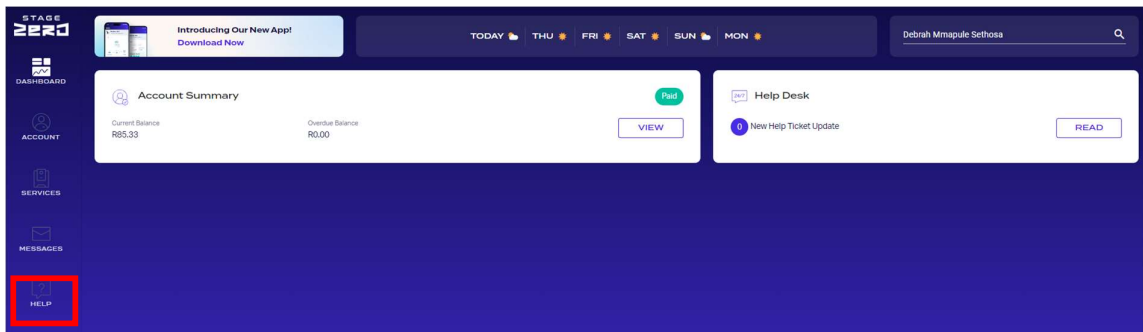 STAGE
ZERO
Introducing Our New App!
Download Now
TODAY THU FRI SAT SUN MON
Debrah Mmapule Sethosa
DASHBOARD
ACCOUNT
SERVICES
MESSAGES
HELP
Account Summary
Paid
Current Balance
R85.33
Overdue Balance
R0.00
VIEW
24/7
Help Desk
0 New Help Ticket Update
READ